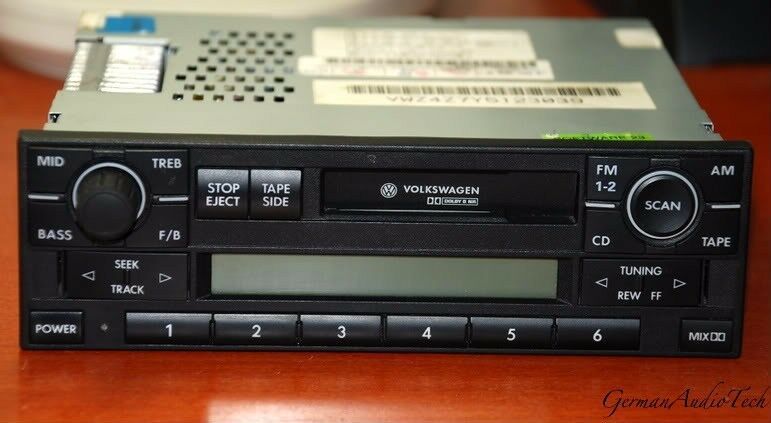 VWZ4Z7Y5123039
MID TREB
BASS F/B
STOP
EJECT
TAPE
SIDE
VOLKSWAGEN
DOLBY B NR
FM
1-2
AM
SCAN
CD TAPE
SEEK
TRACK
TUNING
REW FF
POWER
1 2 3 4 5 6
MIX
GermanAudioTech